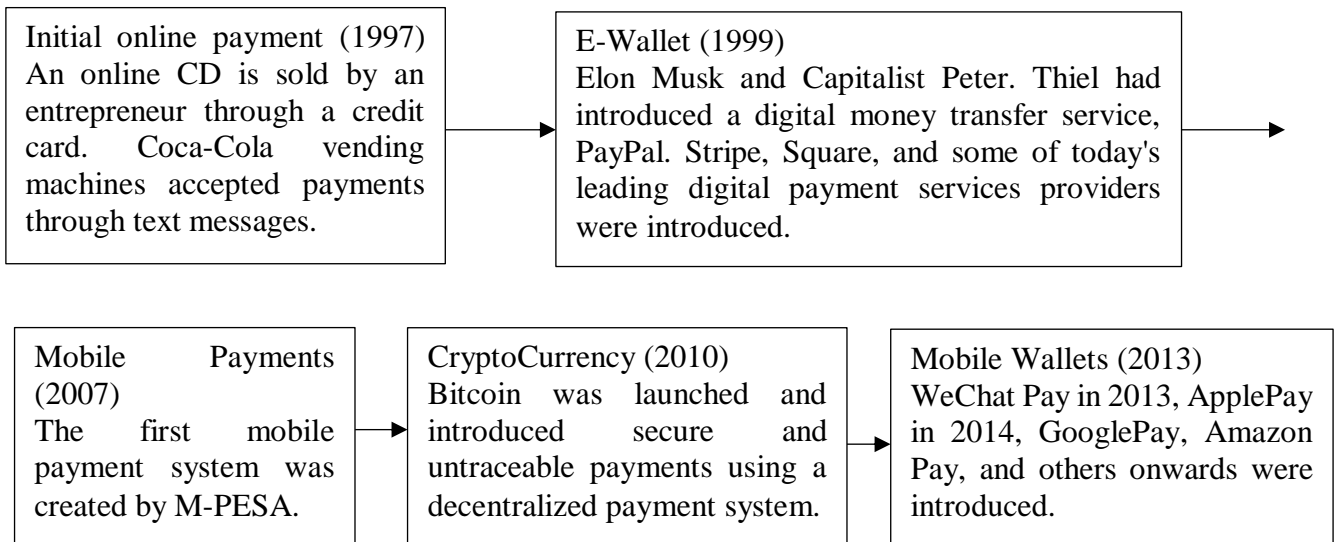 Initial online payment (1997)
An online CD is sold by an
entrepreneur through a credit
card. Coca-Cola vending
machines accepted payments
through text messages.
E-Wallet (1999)
Elon Musk and Capitalist Peter. Thiel had
introduced a digital money transfer service,
PayPal. Stripe, Square, and some of today's
leading digital payment services providers
were introduced.
Mobile Payments
(2007)
The first mobile
payment system was
created by M-PESA.
CryptoCurrency (2010)
Bitcoin was launched and
introduced secure and
untraceable payments using a
decentralized payment system.
Mobile Wallets (2013)
WeChat Pay in 2013, ApplePay
in 2014, GooglePay, Amazon
Pay, and others onwards were
introduced.